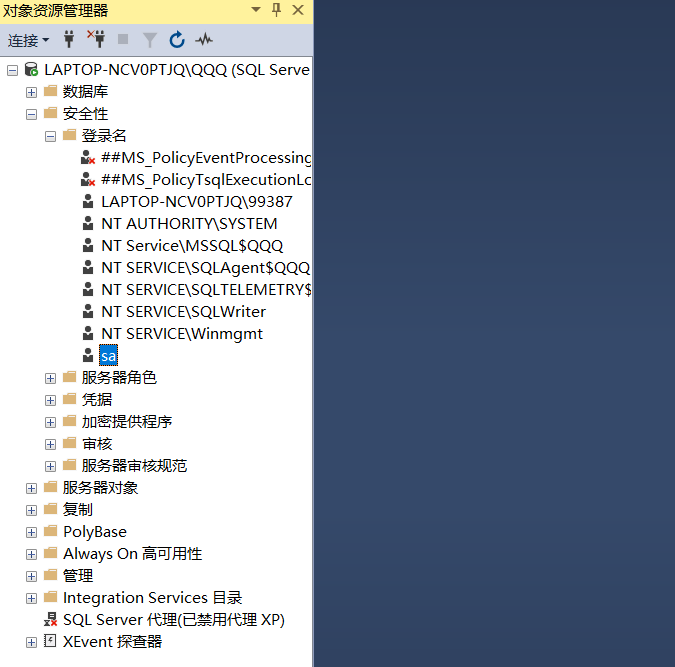 对象资源管理器
连接
LAPTOP-NCV0PTJQ\QQQ (SQL Serve
数据库
安全性
登录名
##MS_PolicyEventProcessing
##MS_PolicyTsqlExecutionLo
LAPTOP-NCV0PTJQ\99387
NT AUTHORITY\SYSTEM
NT Service\MSSQL$QQQ
NT SERVICE\SQLAgent$QQQ
NT SERVICE\SQLTELEMETRY$
NT SERVICE\SQLWriter
NT SERVICE\Winmgmt
sa
服务器角色
凭据
加密提供程序
审核
服务器审核规范
服务器对象
复制
PolyBase
Always On 高可用性
管理
Integration Services 目录
SQL Server 代理(已禁用代理 XP)
XEvent 探查器